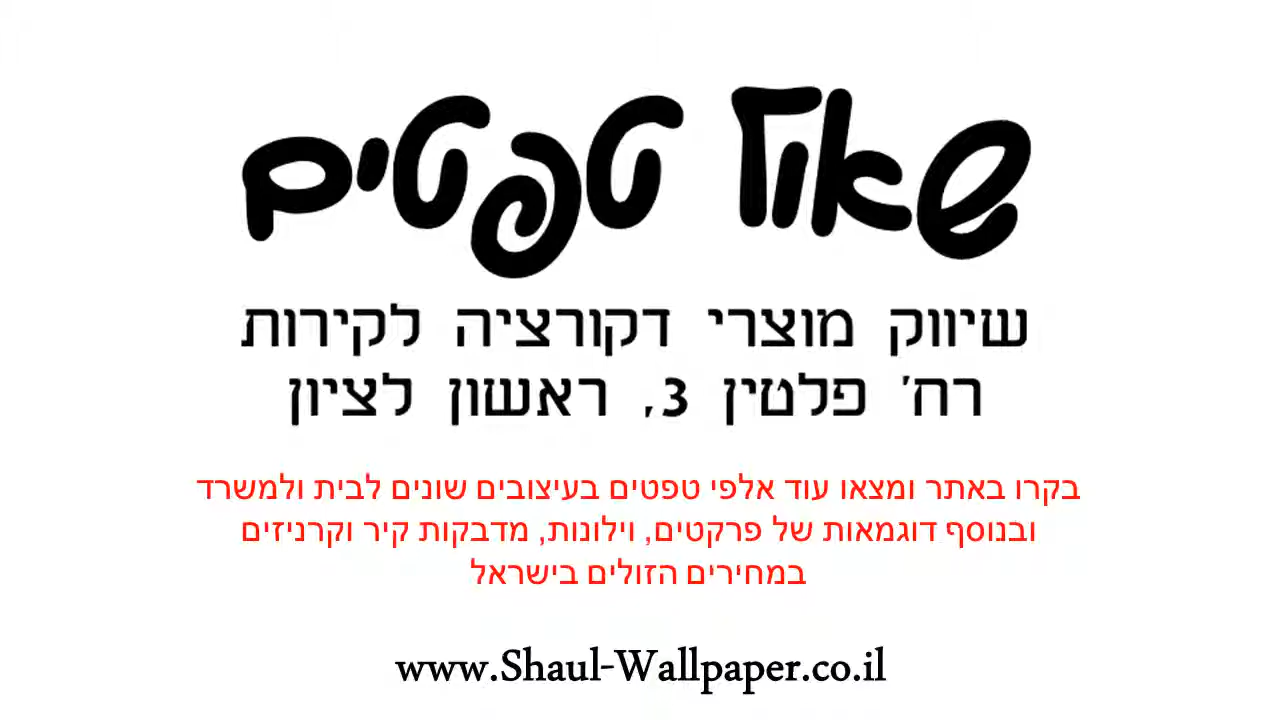 שאול טפטים
שיווק מוצרי דקורציה לקירות
רח' פלטין 3, ראשון לציון
בקרו באתר ומצאו עוד אלפי טפטים בעיצובים שונים לבית ולמשרד
ובנוסף דוגמאות של פרקטים, וילונות, מדבקות קיר וקרניזים
במחירים הזולים בישראל
www.Shaul-Wallpaper.co.il